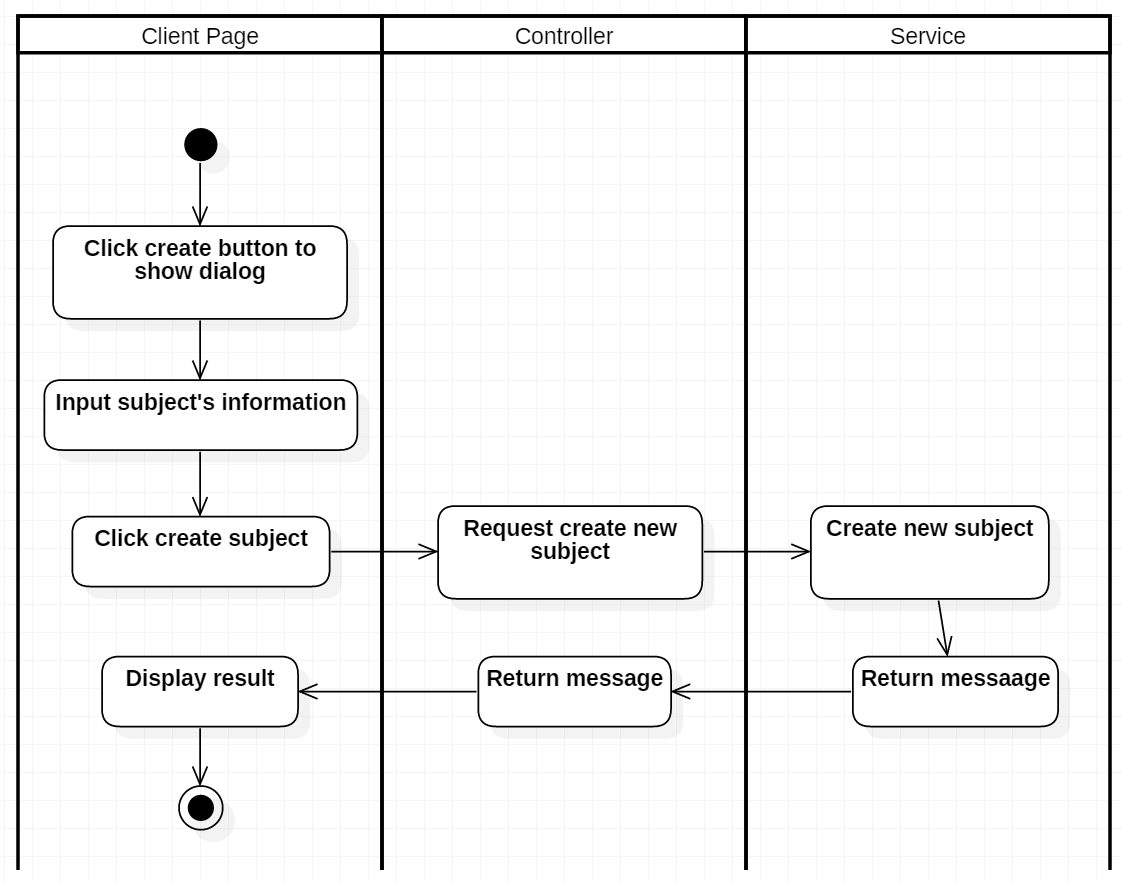 Client Page
Controller
Service
Click create button to
show dialog
Input subject's information
Click create subject
Request create new
subject
Create new subject
Display result
Return message
Return messaage